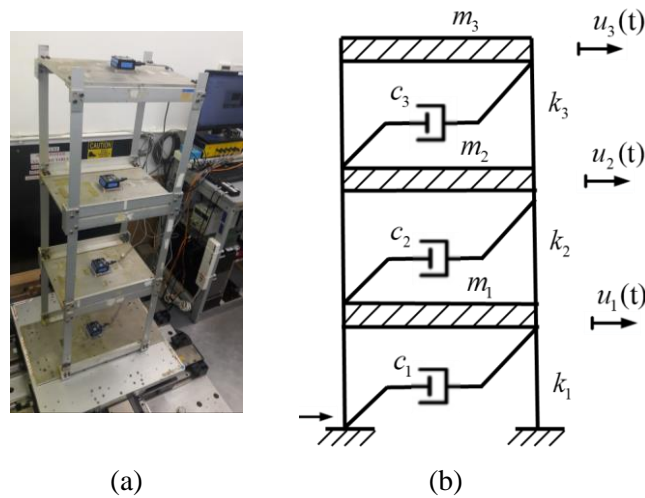 CAUTION
m₃
u₃(t)
c₃
k₃
m₂
u₂(t)
c₂
k₂
m₁
u₁(t)
c₁
k₁
(a)
(b)